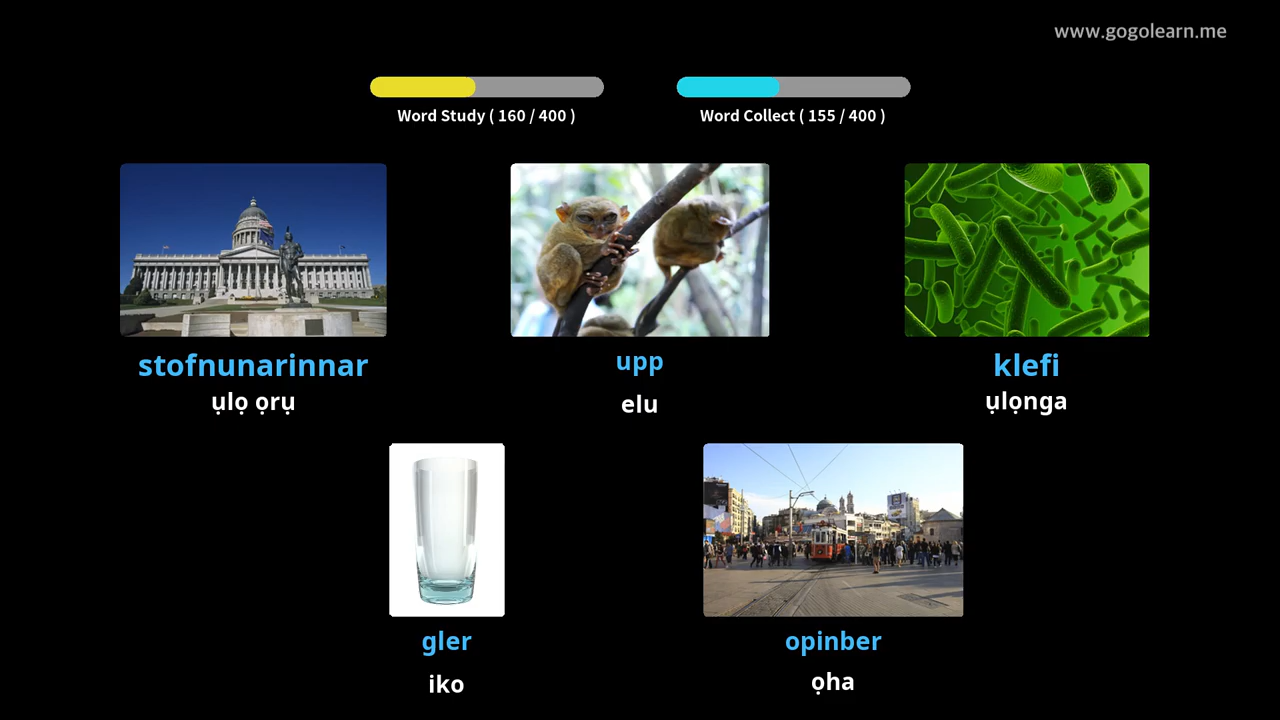 www.gogolearn.me
Word Study ( 160 / 400 )
Word Collect ( 155 / 400 )
stofnunarinnar
ụlọ ọrụ
upp
elu
klefi
ụlọnga
gler
iko
opinber
ọha